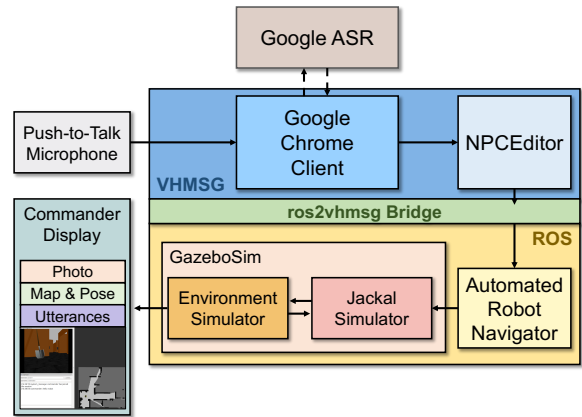 Google ASR
Push-to-Talk
Microphone
Google
Chrome
Client
NPCEditor
VHMSG
ros2vhmsg Bridge
ROS
Commander
Display
Photo
Map & Pose
Utterances
GazeboSim
Environment
Simulator
Jackal
Simulator
Automated
Robot
Navigator